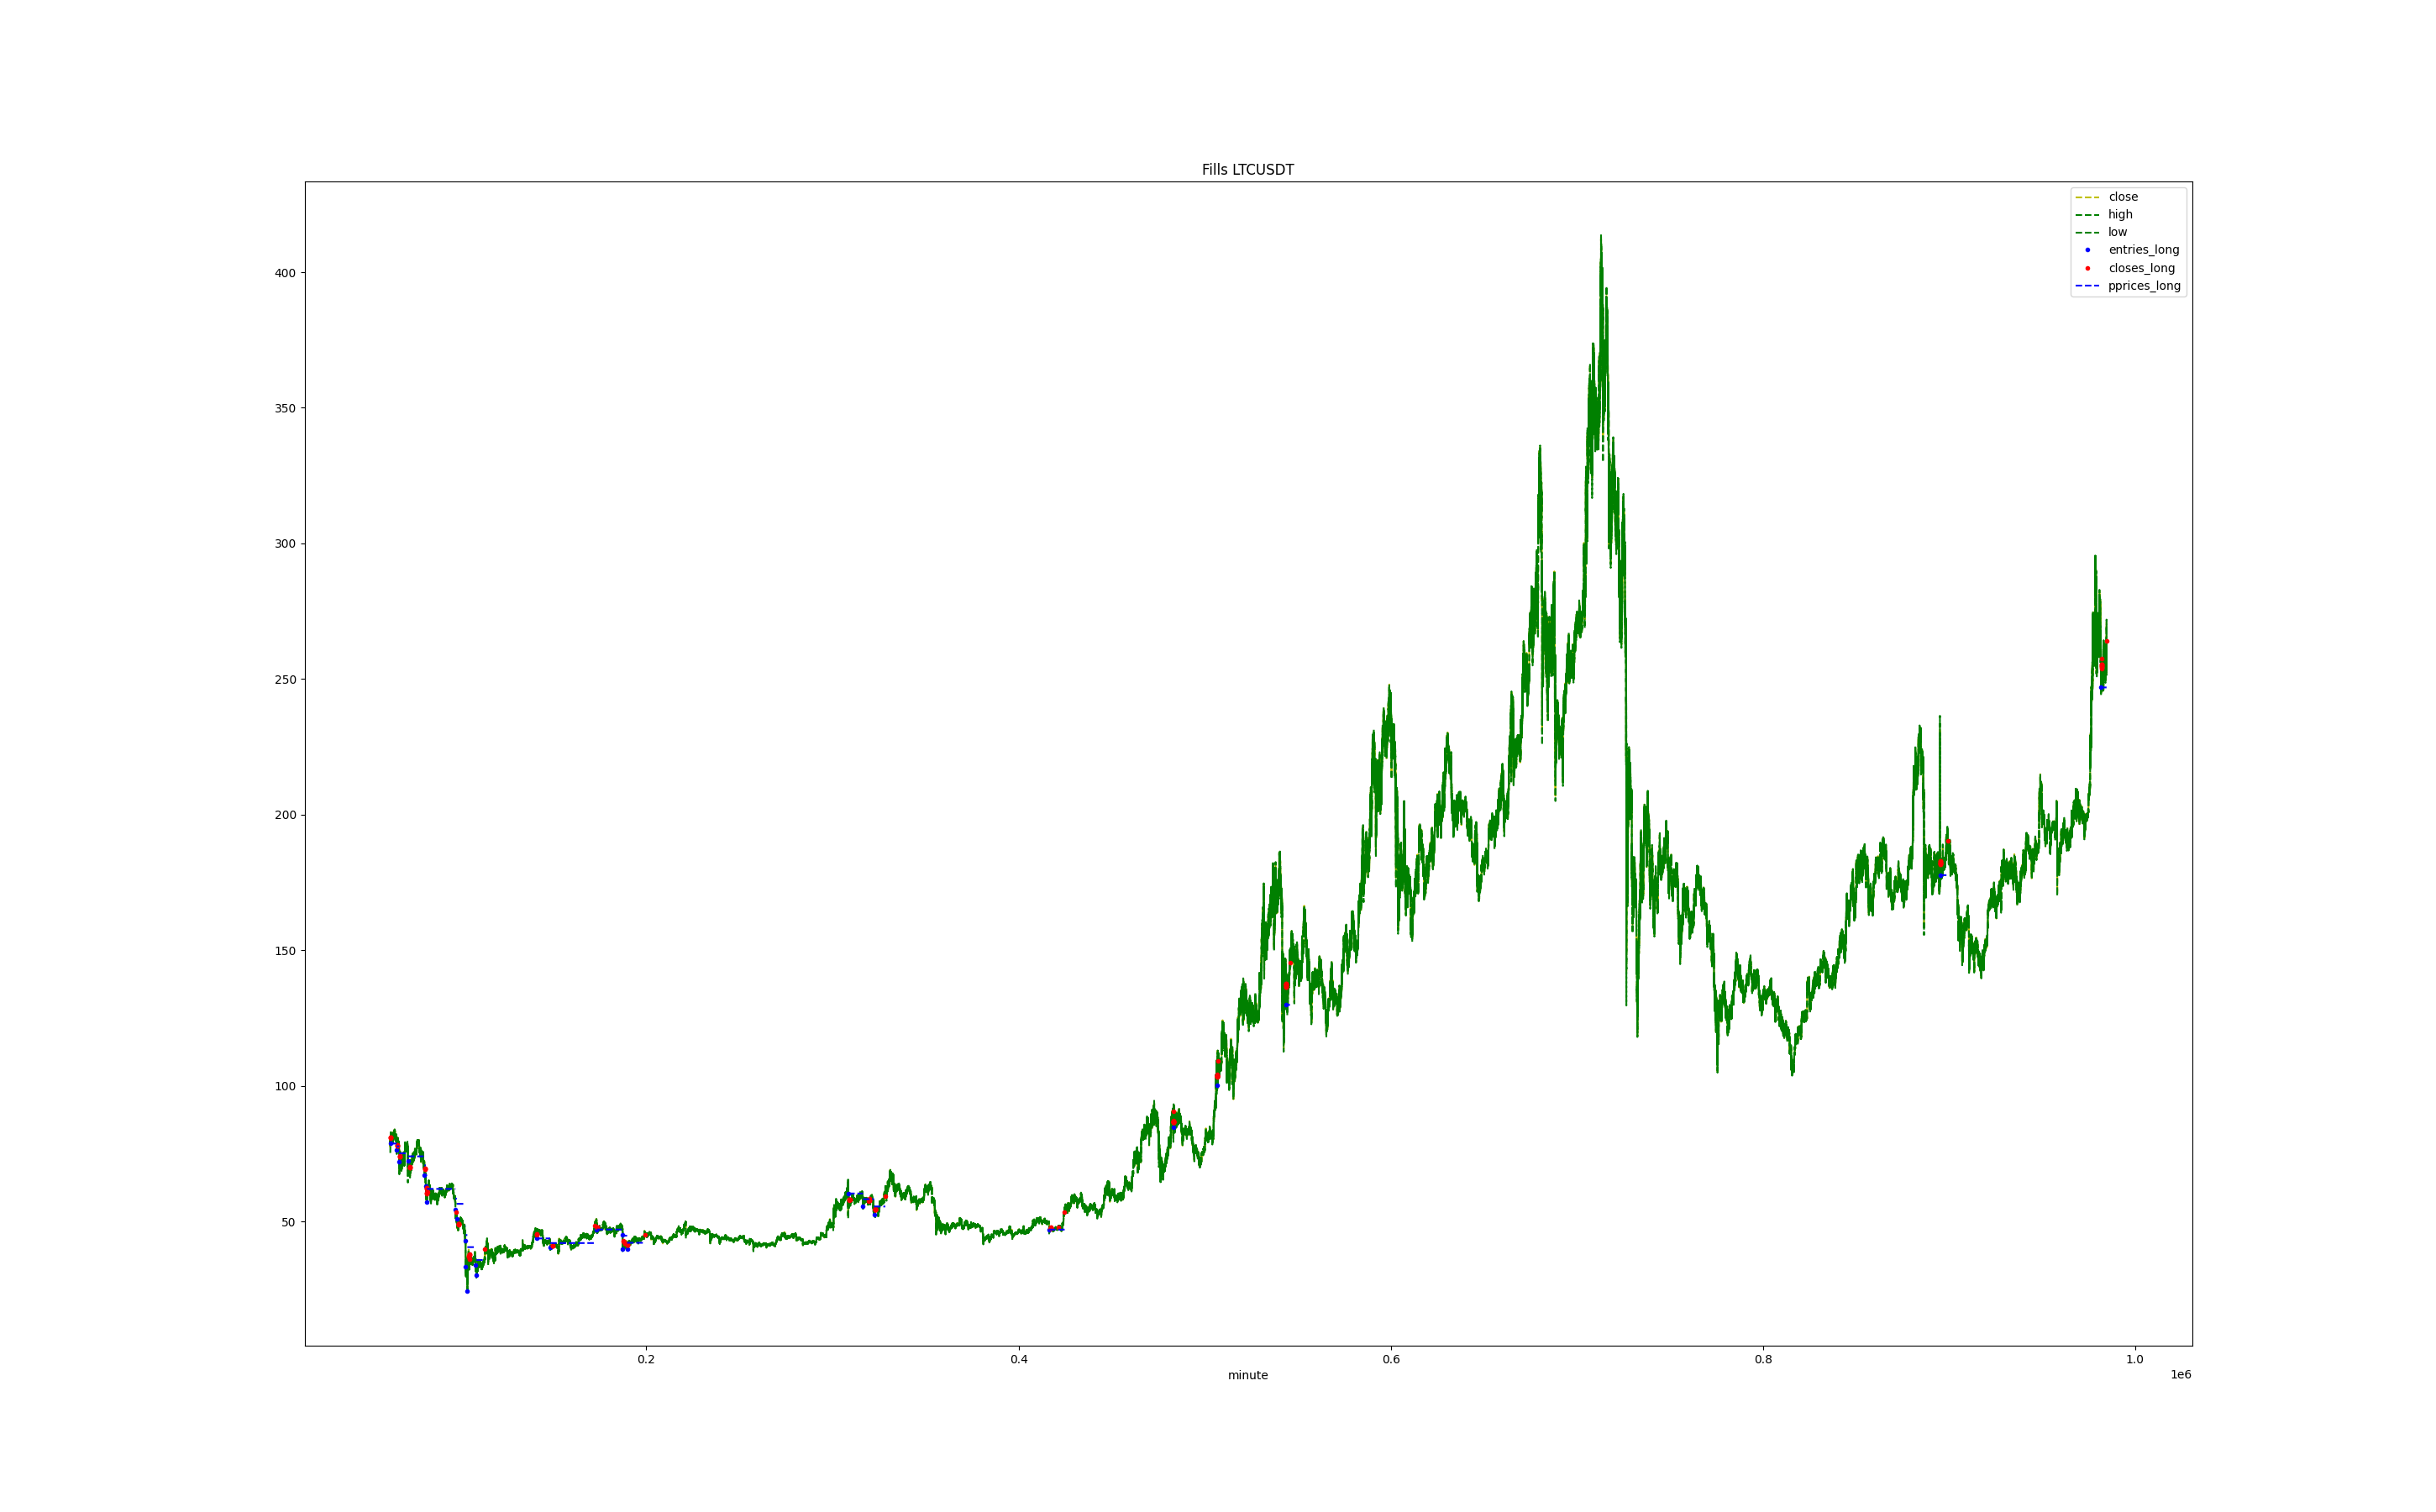 Fills LTCUSDT
close
high
low
entries_long
closes_long
pprices_long
400
350
300
250
200
150
100
50
0.2 0.4 0.6 0.8 1.0
minute
1e6